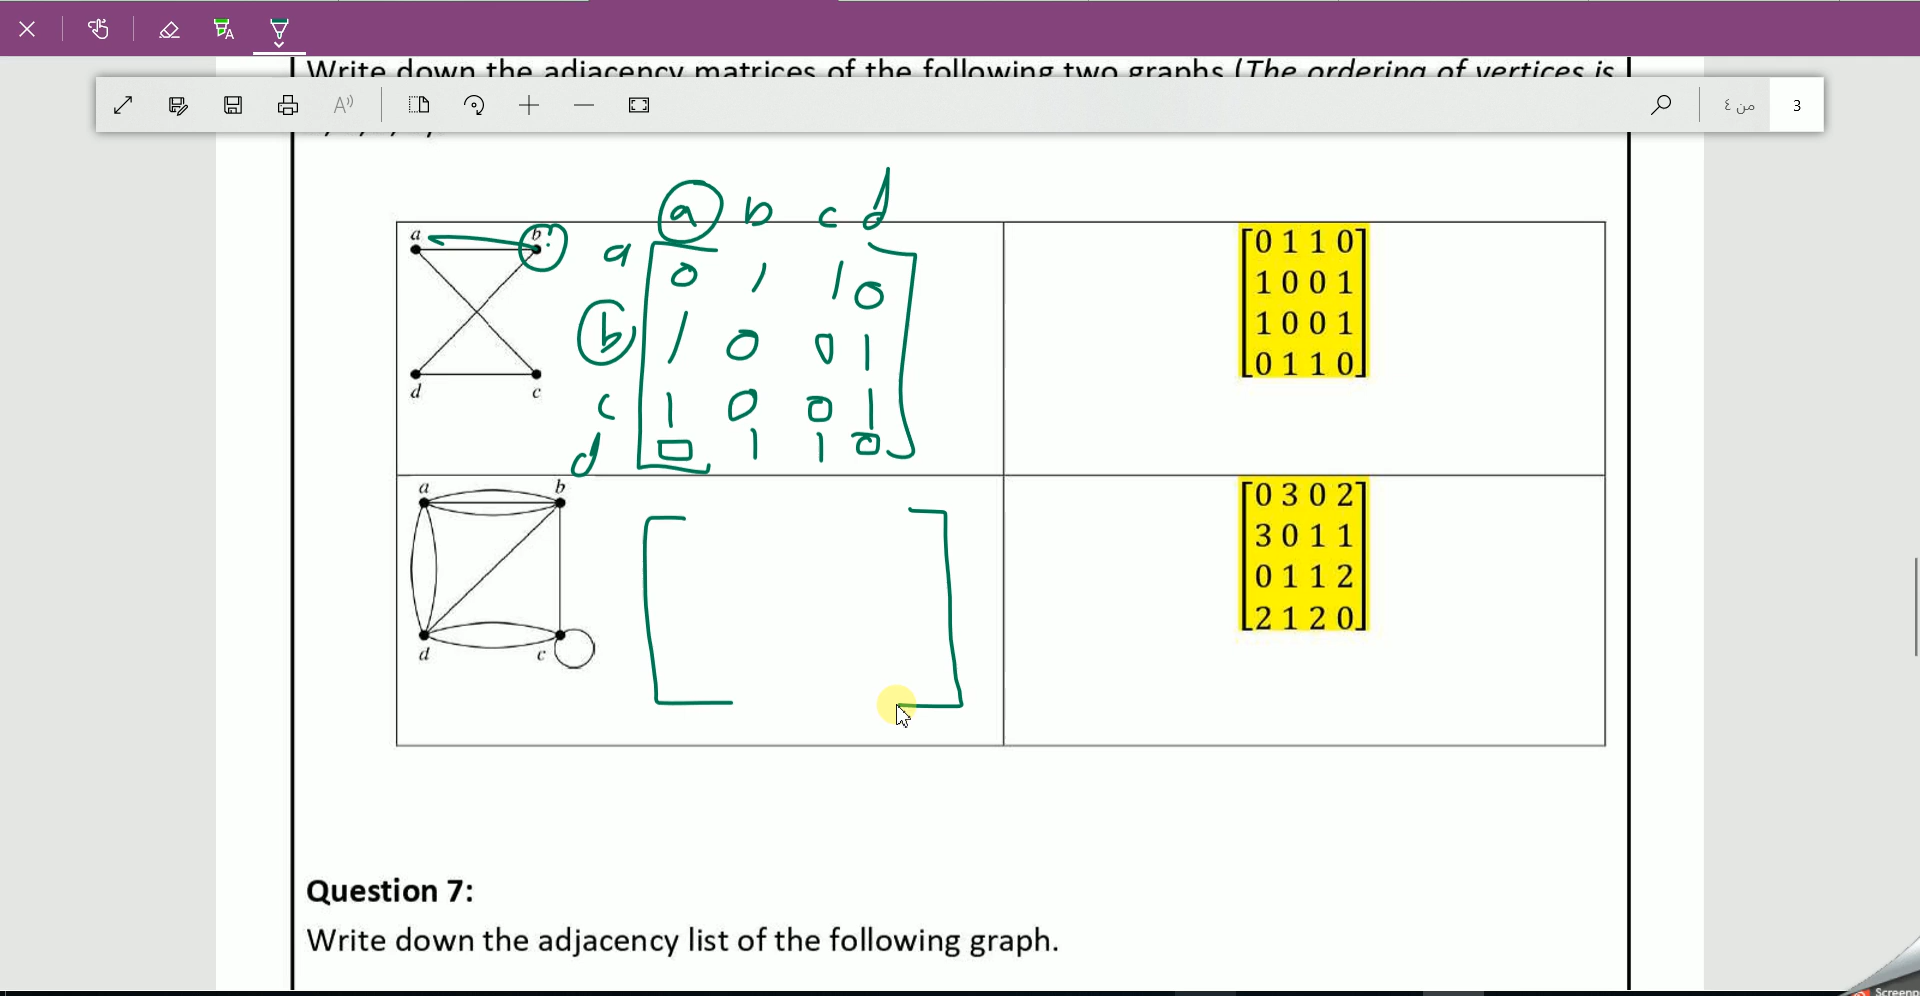 Write down the adjacency matrices of the following two graphs (The ordering of vertices is
3 من ٤
a b c d
a b
d c
a 0 1 1 0
b 1 0 0 1
c 1 0 0 1
d 0 1 1 0
0 1 1 0
1 0 0 1
1 0 0 1
0 1 1 0
a b
d c
0 3 0 2
3 0 1 1
0 1 1 2
2 1 2 0
Question 7:
Write down the adjacency list of the following graph.